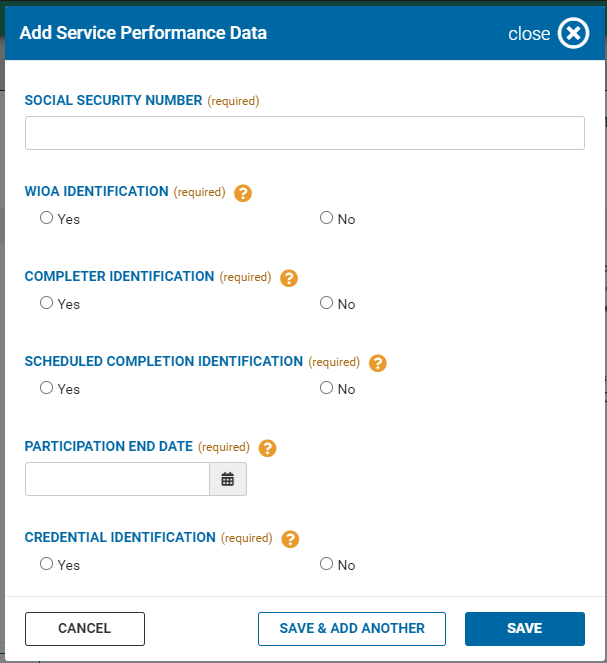 Add Service Performance Data close
SOCIAL SECURITY NUMBER (required)
WIOA IDENTIFICATION (required) ?
Yes No
COMPLETER IDENTIFICATION (required) ?
Yes No
SCHEDULED COMPLETION IDENTIFICATION (required) ?
Yes No
PARTICIPATION END DATE (required) ?
CREDENTIAL IDENTIFICATION (required) ?
Yes No
CANCEL SAVE & ADD ANOTHER SAVE